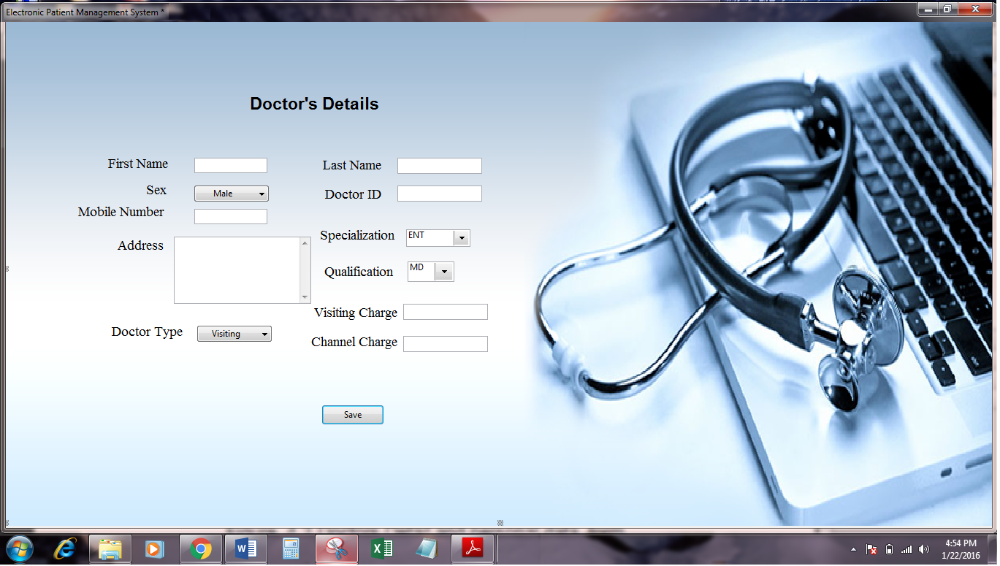 Electronic Patient Management System *
Doctor's Details
First Name
Last Name
Sex
Male
Doctor ID
Mobile Number
Specialization
ENT
Address
Qualification
MD
Visiting Charge
Doctor Type
Visiting
Channel Charge
Save
4:54 PM
1/22/2016